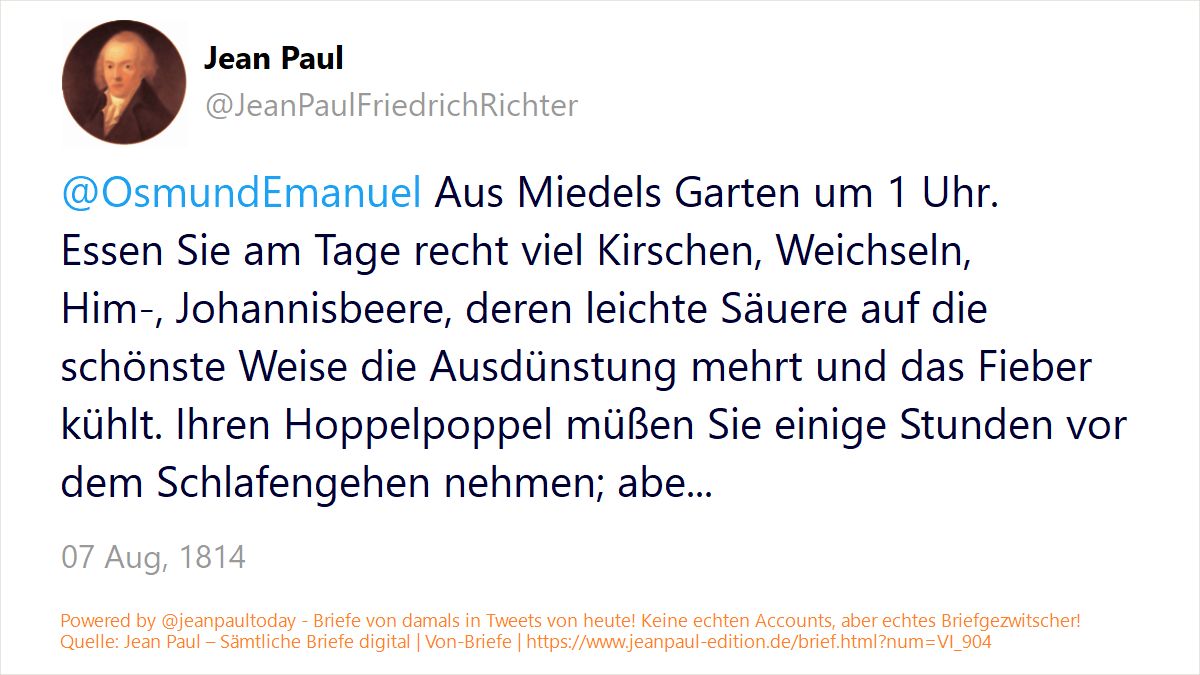 Jean Paul
@JeanPaulFriedrichRichter
@OsmundEmanuel Aus Miedels Garten um 1 Uhr.
Essen Sie am Tage recht viel Kirschen, Weichseln,
Him-, Johannisbeere, deren leichte Säuere auf die
schönste Weise die Ausdünstung mehrt und das Fieber
kühlt. Ihren Hoppelpoppel müßen Sie einige Stunden vor
dem Schlafengehen nehmen; abe...
07 Aug, 1814
Powered by @jeanpaultoday - Briefe von damals in Tweets von heute! Keine echten Accounts, aber echtes Briefgezwitscher!
Quelle: Jean Paul – Sämtliche Briefe digital | Von-Briefe | https://www.jeanpaul-edition.de/brief.html?num=VI_904